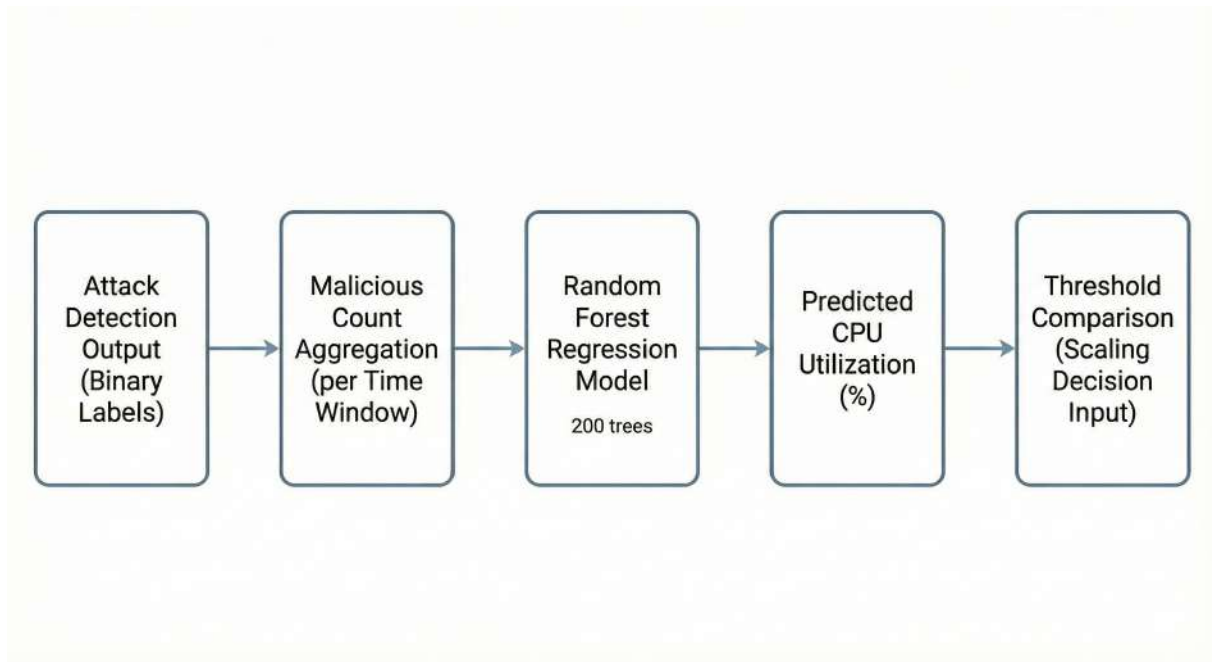 Attack
Detection
Output
(Binary
Labels)
Malicious
Count
Aggregation
(per Time
Window)
Random
Forest
Regression
Model
200 trees
Predicted
CPU
Utilization
(%)
Threshold
Comparison
(Scaling
Decision
Input)